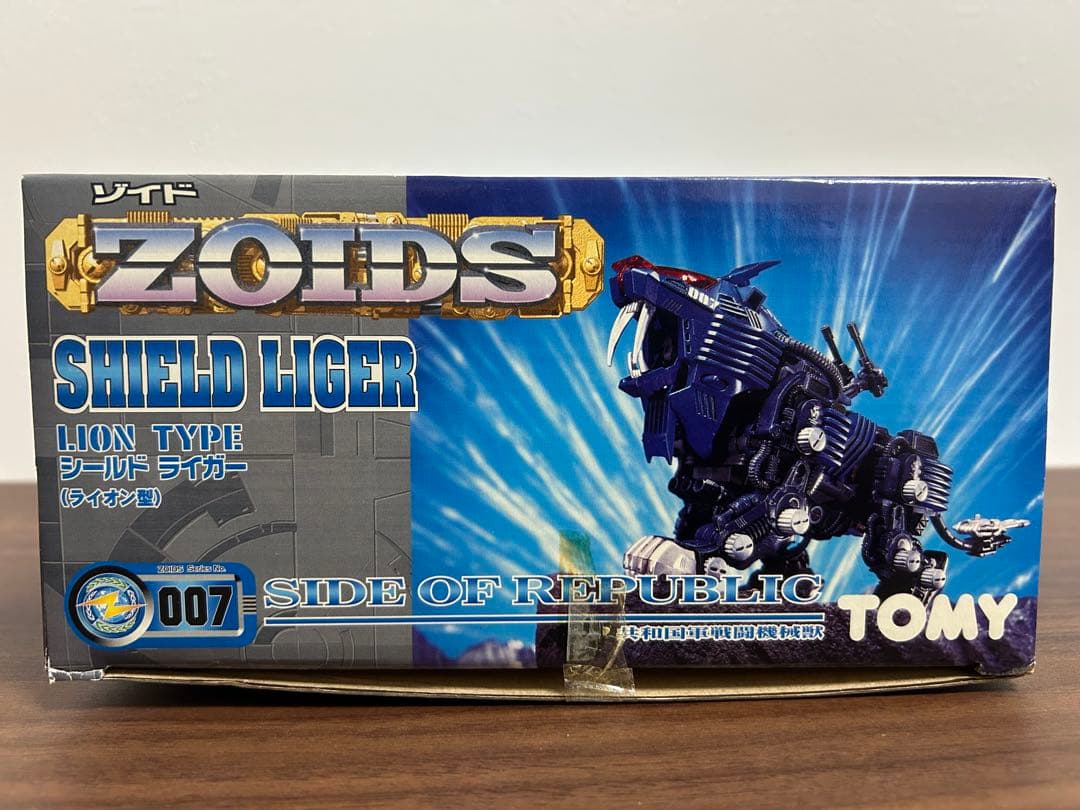 ゾイド
ZOIDS
SHIELD LIGER
LION TYPE
シールド ライガー
(ライオン型)
ZOIDS Series No.
007
SIDE OF REPUBLIC
共和国軍戦闘機械獣
TOMY
007